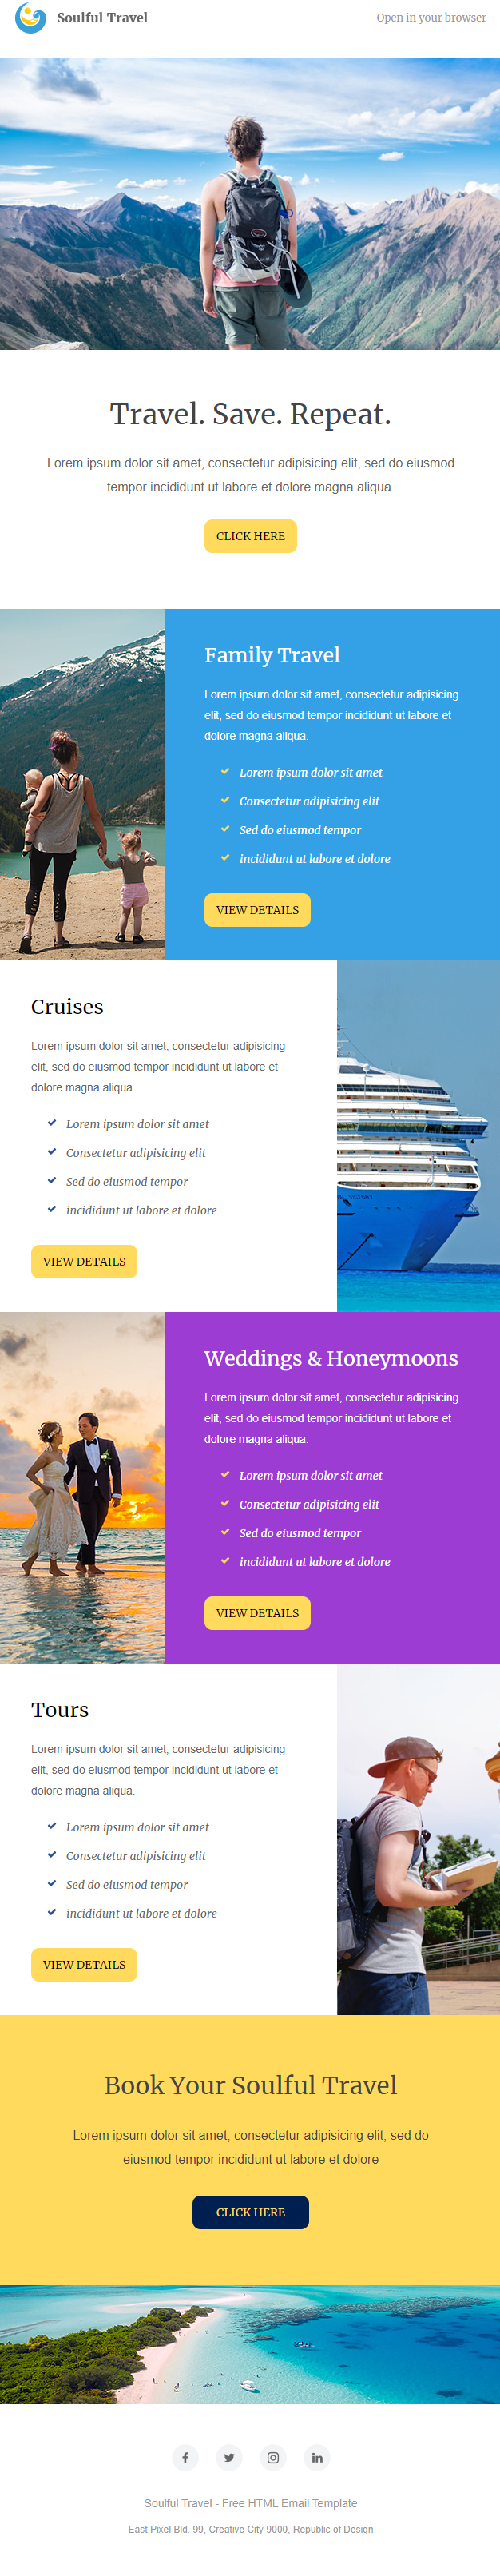 Soulful Travel
Open in your browser
Travel. Save. Repeat.
Lorem ipsum dolor sit amet, consectetur adipisicing elit, sed do eiusmod
tempor incididunt ut labore et dolore magna aliqua.
CLICK HERE
Family Travel
Lorem ipsum dolor sit amet, consectetur adipisicing
elit, sed do eiusmod tempor incididunt ut labore et
dolore magna aliqua.
Lorem ipsum dolor sit amet
Consectetur adipisicing elit
Sed do eiusmod tempor
incididunt ut labore et dolore
VIEW DETAILS
Cruises
Lorem ipsum dolor sit amet, consectetur adipisicing
elit, sed do eiusmod tempor incididunt ut labore et
dolore magna aliqua.
Lorem ipsum dolor sit amet
Consectetur adipisicing elit
Sed do eiusmod tempor
incididunt ut labore et dolore
VIEW DETAILS
Weddings & Honeymoons
Lorem ipsum dolor sit amet, consectetur adipisicing
elit, sed do eiusmod tempor incididunt ut labore et
dolore magna aliqua.
Lorem ipsum dolor sit amet
Consectetur adipisicing elit
Sed do eiusmod tempor
incididunt ut labore et dolore
VIEW DETAILS
Tours
Lorem ipsum dolor sit amet, consectetur adipisicing
elit, sed do eiusmod tempor incididunt ut labore et
dolore magna aliqua.
Lorem ipsum dolor sit amet
Consectetur adipisicing elit
Sed do eiusmod tempor
incididunt ut labore et dolore
VIEW DETAILS
Book Your Soulful Travel
Lorem ipsum dolor sit amet, consectetur adipisicing elit, sed do
eiusmod tempor incididunt ut labore et dolore
CLICK HERE
Soulful Travel - Free HTML Email Template
East Pixel Bld. 99, Creative City 9000, Republic of Design